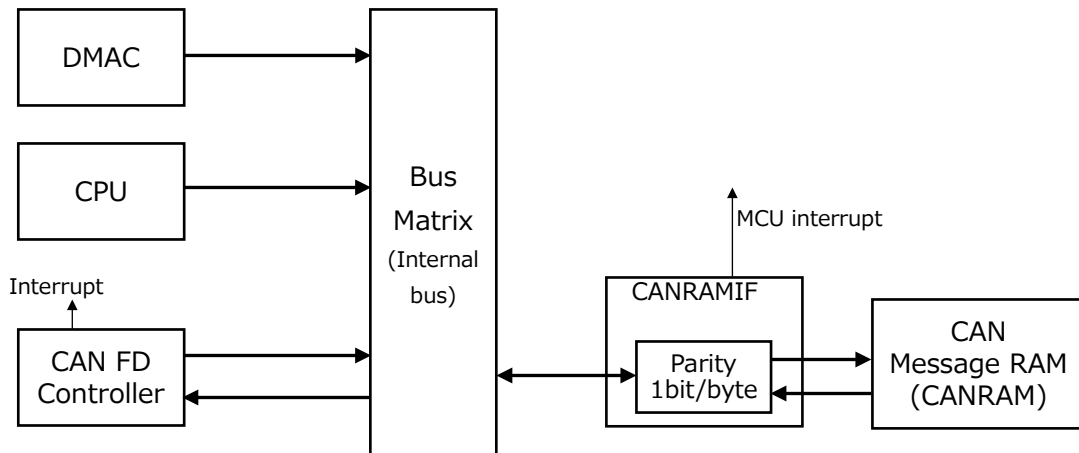 DMAC
CPU
Interrupt
CAN FD
Controller
Bus
Matrix
(Internal
bus)
MCU interrupt
CANRAMIF
Parity
1bit/byte
CAN
Message RAM
(CANRAM)